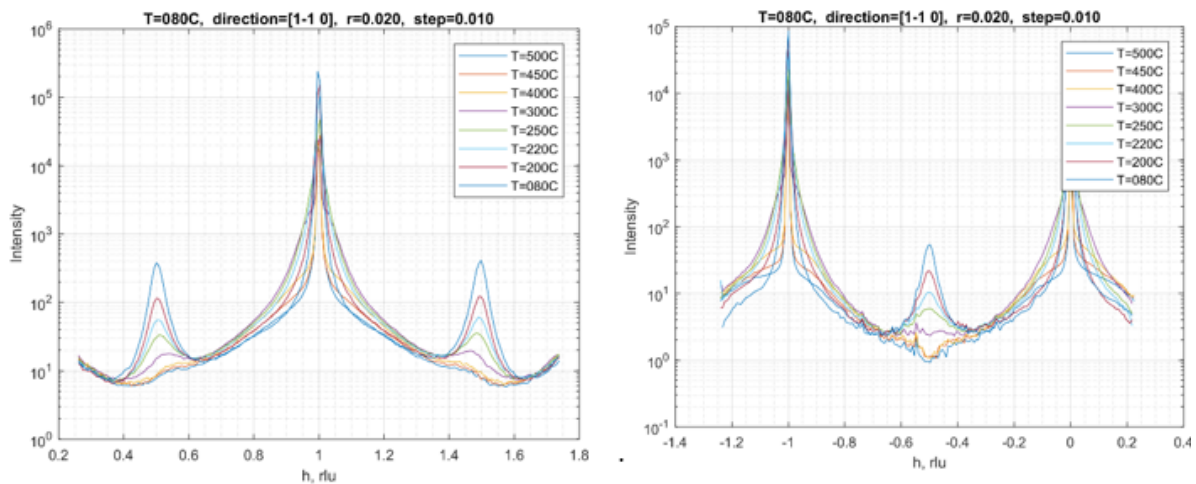 T=080C, direction=[1-1 0], r=0.020, step=0.010
10^6
10^5
10^4
10^3
10^2
10^1
10^0
Intensity
T=500C
T=450C
T=400C
T=300C
T=250C
T=220C
T=200C
T=080C
0.2 0.4 0.6 0.8 1 1.2 1.4 1.6 1.8
h, rlu
T=080C, direction=[1-1 0], r=0.020, step=0.010
10^5
10^4
10^3
10^2
10^1
10^0
10^-1
Intensity
T=500C
T=450C
T=400C
T=300C
T=250C
T=220C
T=200C
T=080C
-1.4 -1.2 -1 -0.8 -0.6 -0.4 -0.2 0 0.2 0.4
h, rlu
.